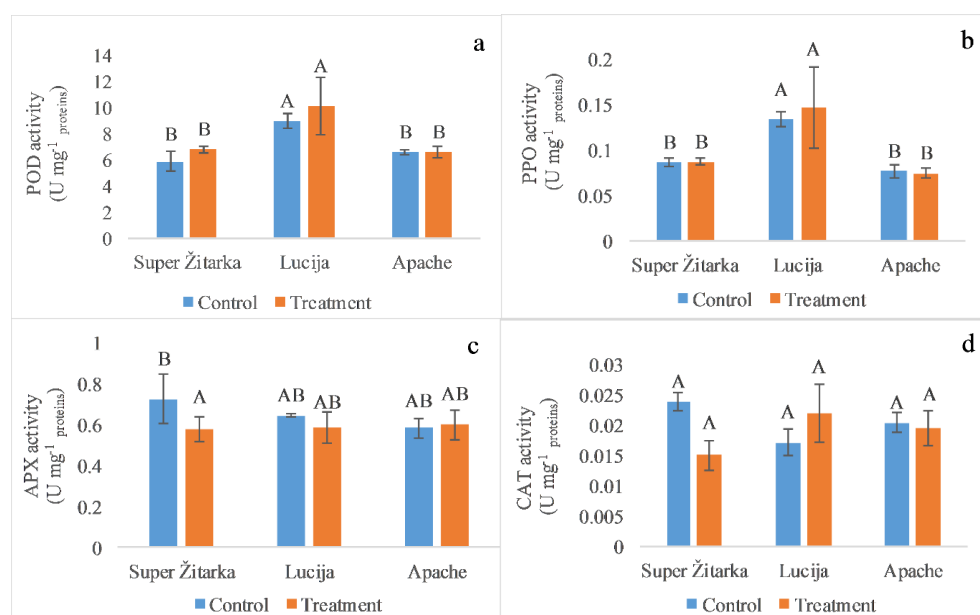 a
14
12
10
8
6
4
2
0
POD activity
(U mg-1 proteins)
B B A A B B
Super Žitarka Lucija Apache
Control Treatment
b
0.2
0.15
0.1
0.05
0
PPO activity
(U mg-1 proteins)
B B A A B B
Super Žitarka Lucija Apache
Control Treatment
c
1
0.8
0.6
0.4
0.2
0
APX activity
(U mg-1 proteins)
B A AB AB AB AB
Super Žitarka Lucija Apache
Control Treatment
d
0.03
0.025
0.02
0.015
0.01
0.005
0
CAT activity
(U mg-1 proteins)
A A A A A A
Super Žitarka Lucija Apache
Control Treatment